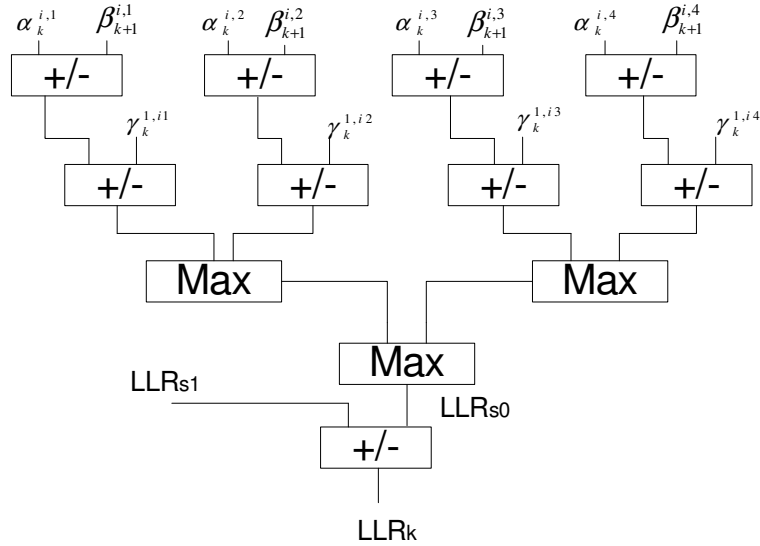 α_k^{i,1} β_{k+1}^{i,1} α_k^{i,2} β_{k+1}^{i,2} α_k^{i,3} β_{k+1}^{i,3} α_k^{i,4} β_{k+1}^{i,4}
+/- +/- +/- +/-
γ_k^{1,i1} γ_k^{1,i2} γ_k^{1,i3} γ_k^{1,i4}
+/- +/- +/- +/-
Max Max
Max
LLRs1
LLRs0
+/-
LLRk